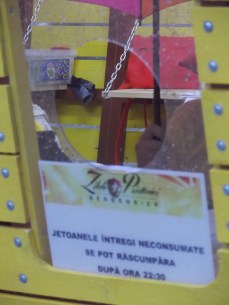 JETOANELE ÎNTREGI NECONSUMATE
SE POT RĂSCUMPĂRA
DUPĂ ORA 22:30